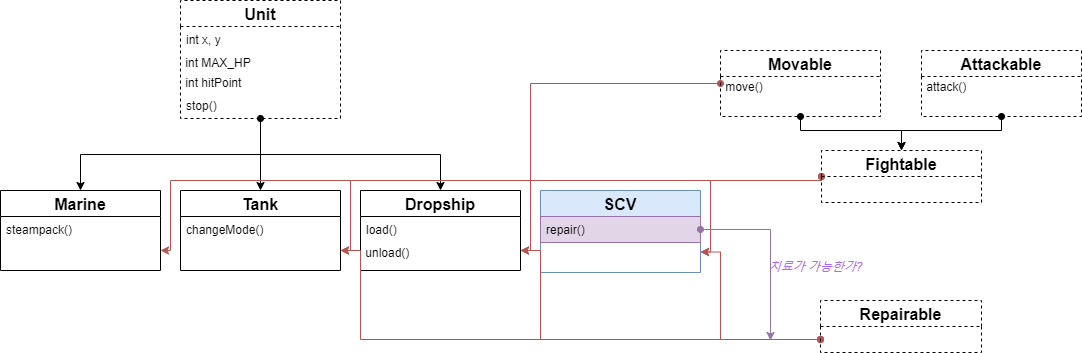 Unit
int x, y
int MAX_HP
int hitPoint
stop()
Movable
move()
Attackable
attack()
Fightable
Marine
steampack()
Tank
changeMode()
Dropship
load()
unload()
SCV
repair()
치료가 가능한가?
Repairable